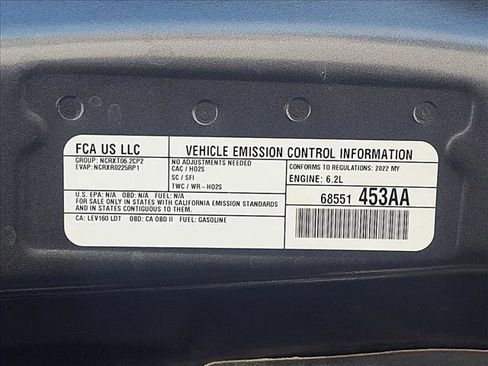 FCA US LLC
VEHICLE EMISSION CONTROL INFORMATION
GROUP: NCRXT06.2CP2
EVAP: NCRXR0225RP1
NO ADJUSTMENTS NEEDED
CAC / HO2S
SC / SFI
TWC / WR-HO2S
CONFORMS TO REGULATIONS: 2022 MY
ENGINE: 6.2L
U.S. EPA: N/A OBD: N/A FUEL: N/A
FOR SALE ONLY IN STATES WITH CALIFORNIA EMISSION STANDARDS
AND CONTIGUOUS TO THEM.
CA: LEV160 LDT OBD: CA OBD II FUEL: GASOLINE
68551 453AA